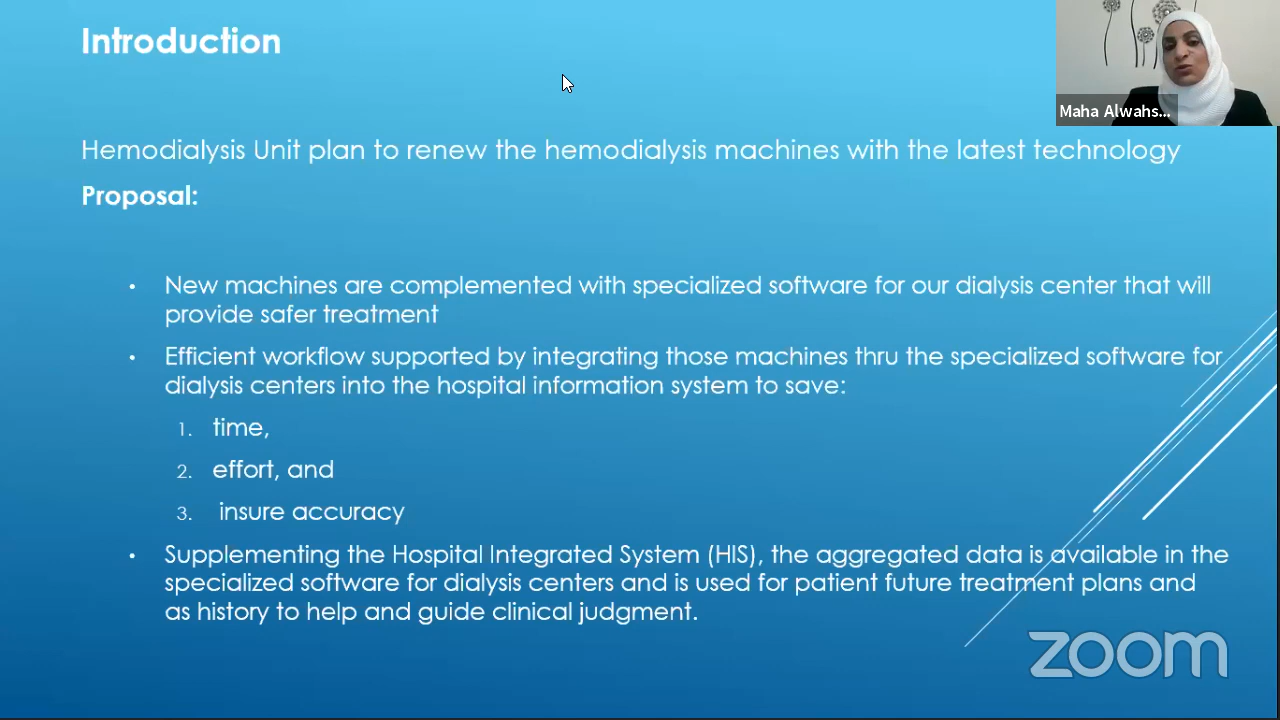 Introduction
Maha Alwahs...
Hemodialysis Unit plan to renew the hemodialysis machines with the latest technology
Proposal:
• New machines are complemented with specialized software for our dialysis center that will
provide safer treatment
• Efficient workflow supported by integrating those machines thru the specialized software for
dialysis centers into the hospital information system to save:
1. time,
2. effort, and
3. insure accuracy
• Supplementing the Hospital Integrated System (HIS), the aggregated data is available in the
specialized software for dialysis centers and is used for patient future treatment plans and
as history to help and guide clinical judgment.
zoom